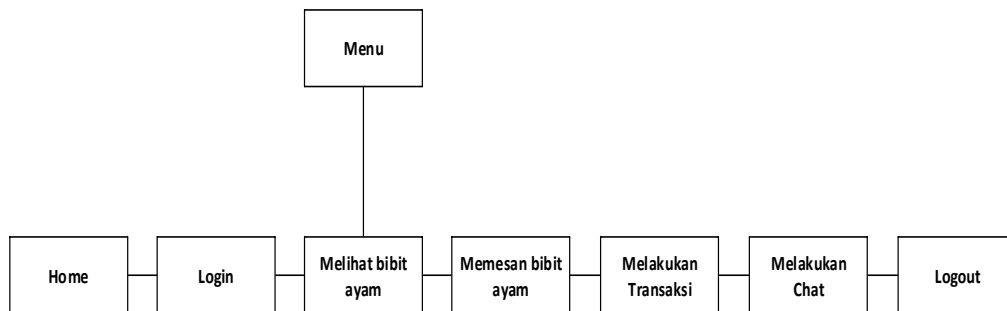 Menu
Home
Login
Melihat bibit
ayam
Memesan bibit
ayam
Melakukan
Transaksi
Melakukan
Chat
Logout